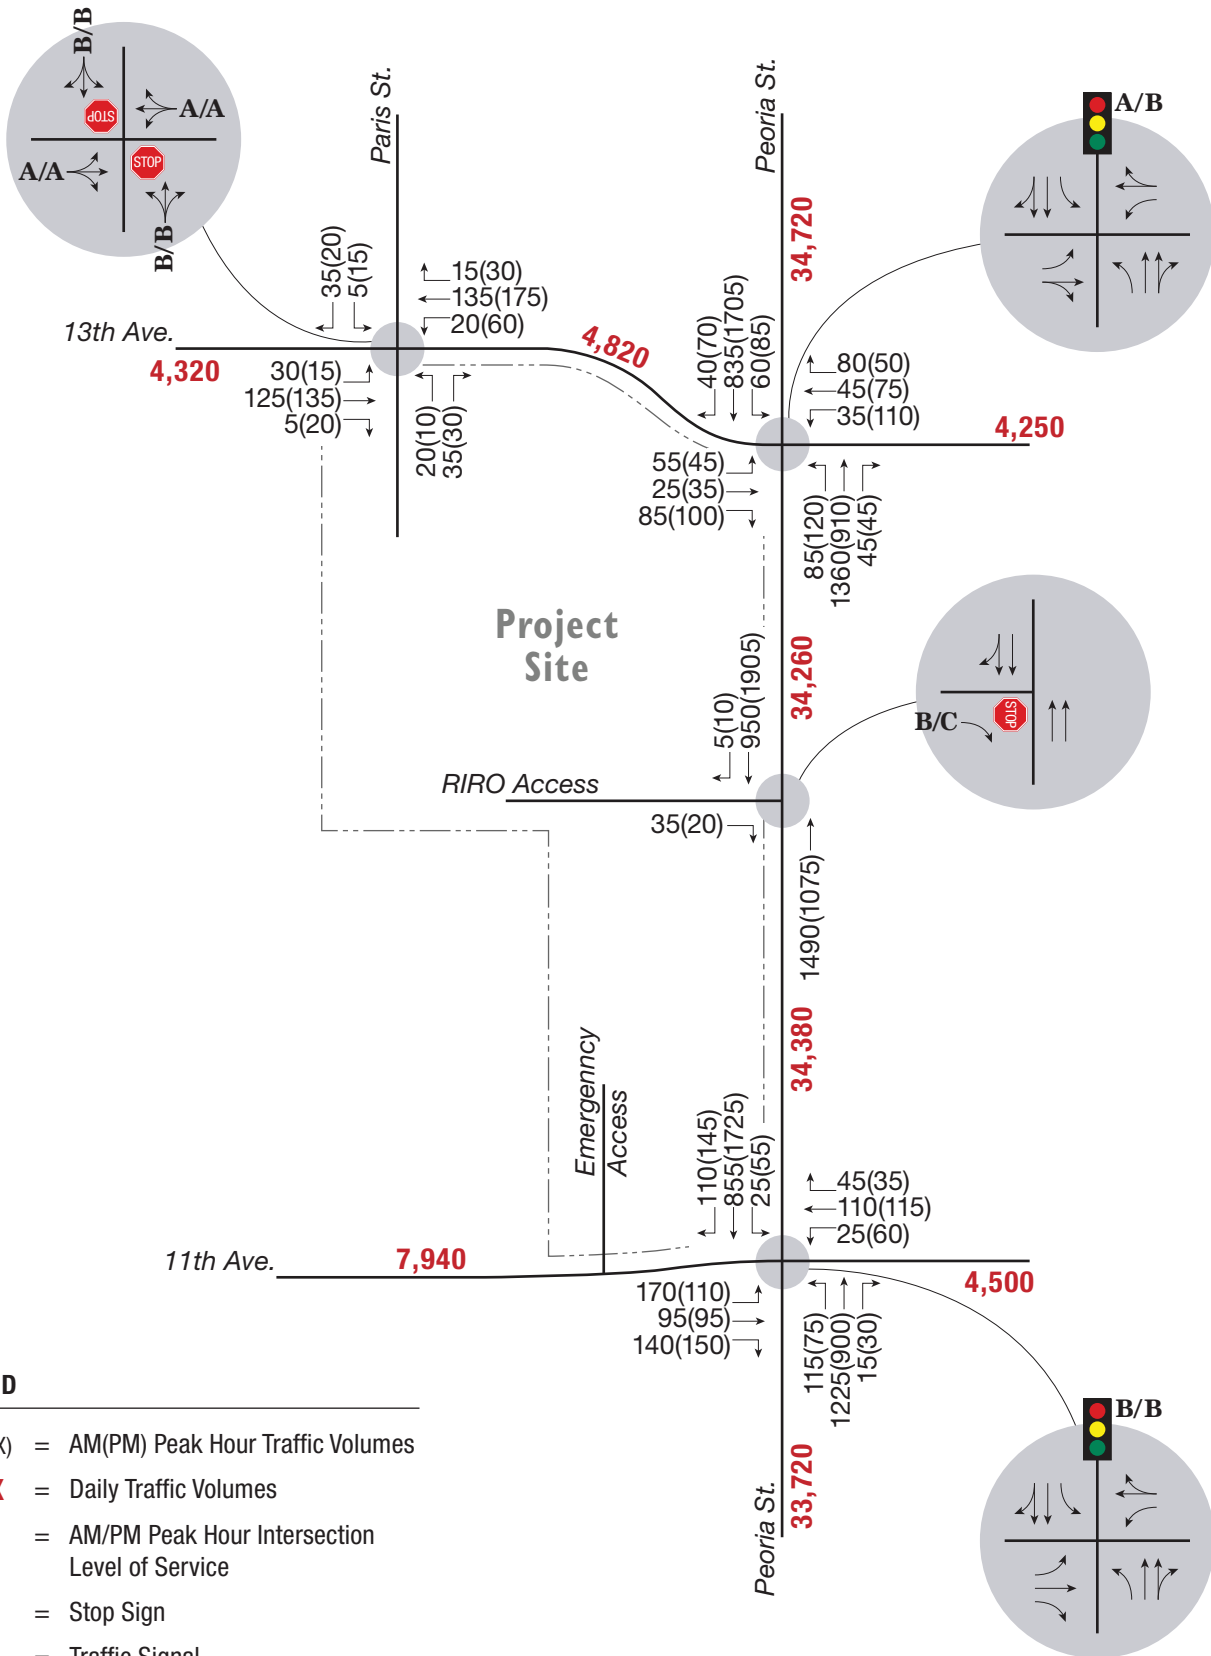 B/B
A/A
STOP
A/A
STOP
B/B
Paris St.
Peoria St.
A/B
34,720
35(20)
5(15)
15(30)
135(175)
20(60)
13th Ave.
4,320
4,820
30(15)
125(135)
5(20)
20(10)
35(30)
40(70)
835(1705)
60(85)
80(50)
45(75)
35(110)
4,250
55(45)
25(35)
85(100)
85(120)
1360(910)
45(45)
Project
Site
34,260
5(10)
950(1905)
STOP
B/C
RIRO Access
35(20)
1490(1075)
34,380
Emergenncy
Access
110(145)
855(1725)
25(55)
45(35)
110(115)
25(60)
11th Ave.
7,940
4,500
170(110)
95(95)
140(150)
115(75)
1225(900)
15(30)
B/B
Peoria St.
33,720
D
X) = AM(PM) Peak Hour Traffic Volumes
X = Daily Traffic Volumes
= AM/PM Peak Hour Intersection
Level of Service
= Stop Sign
= Traffic Signal